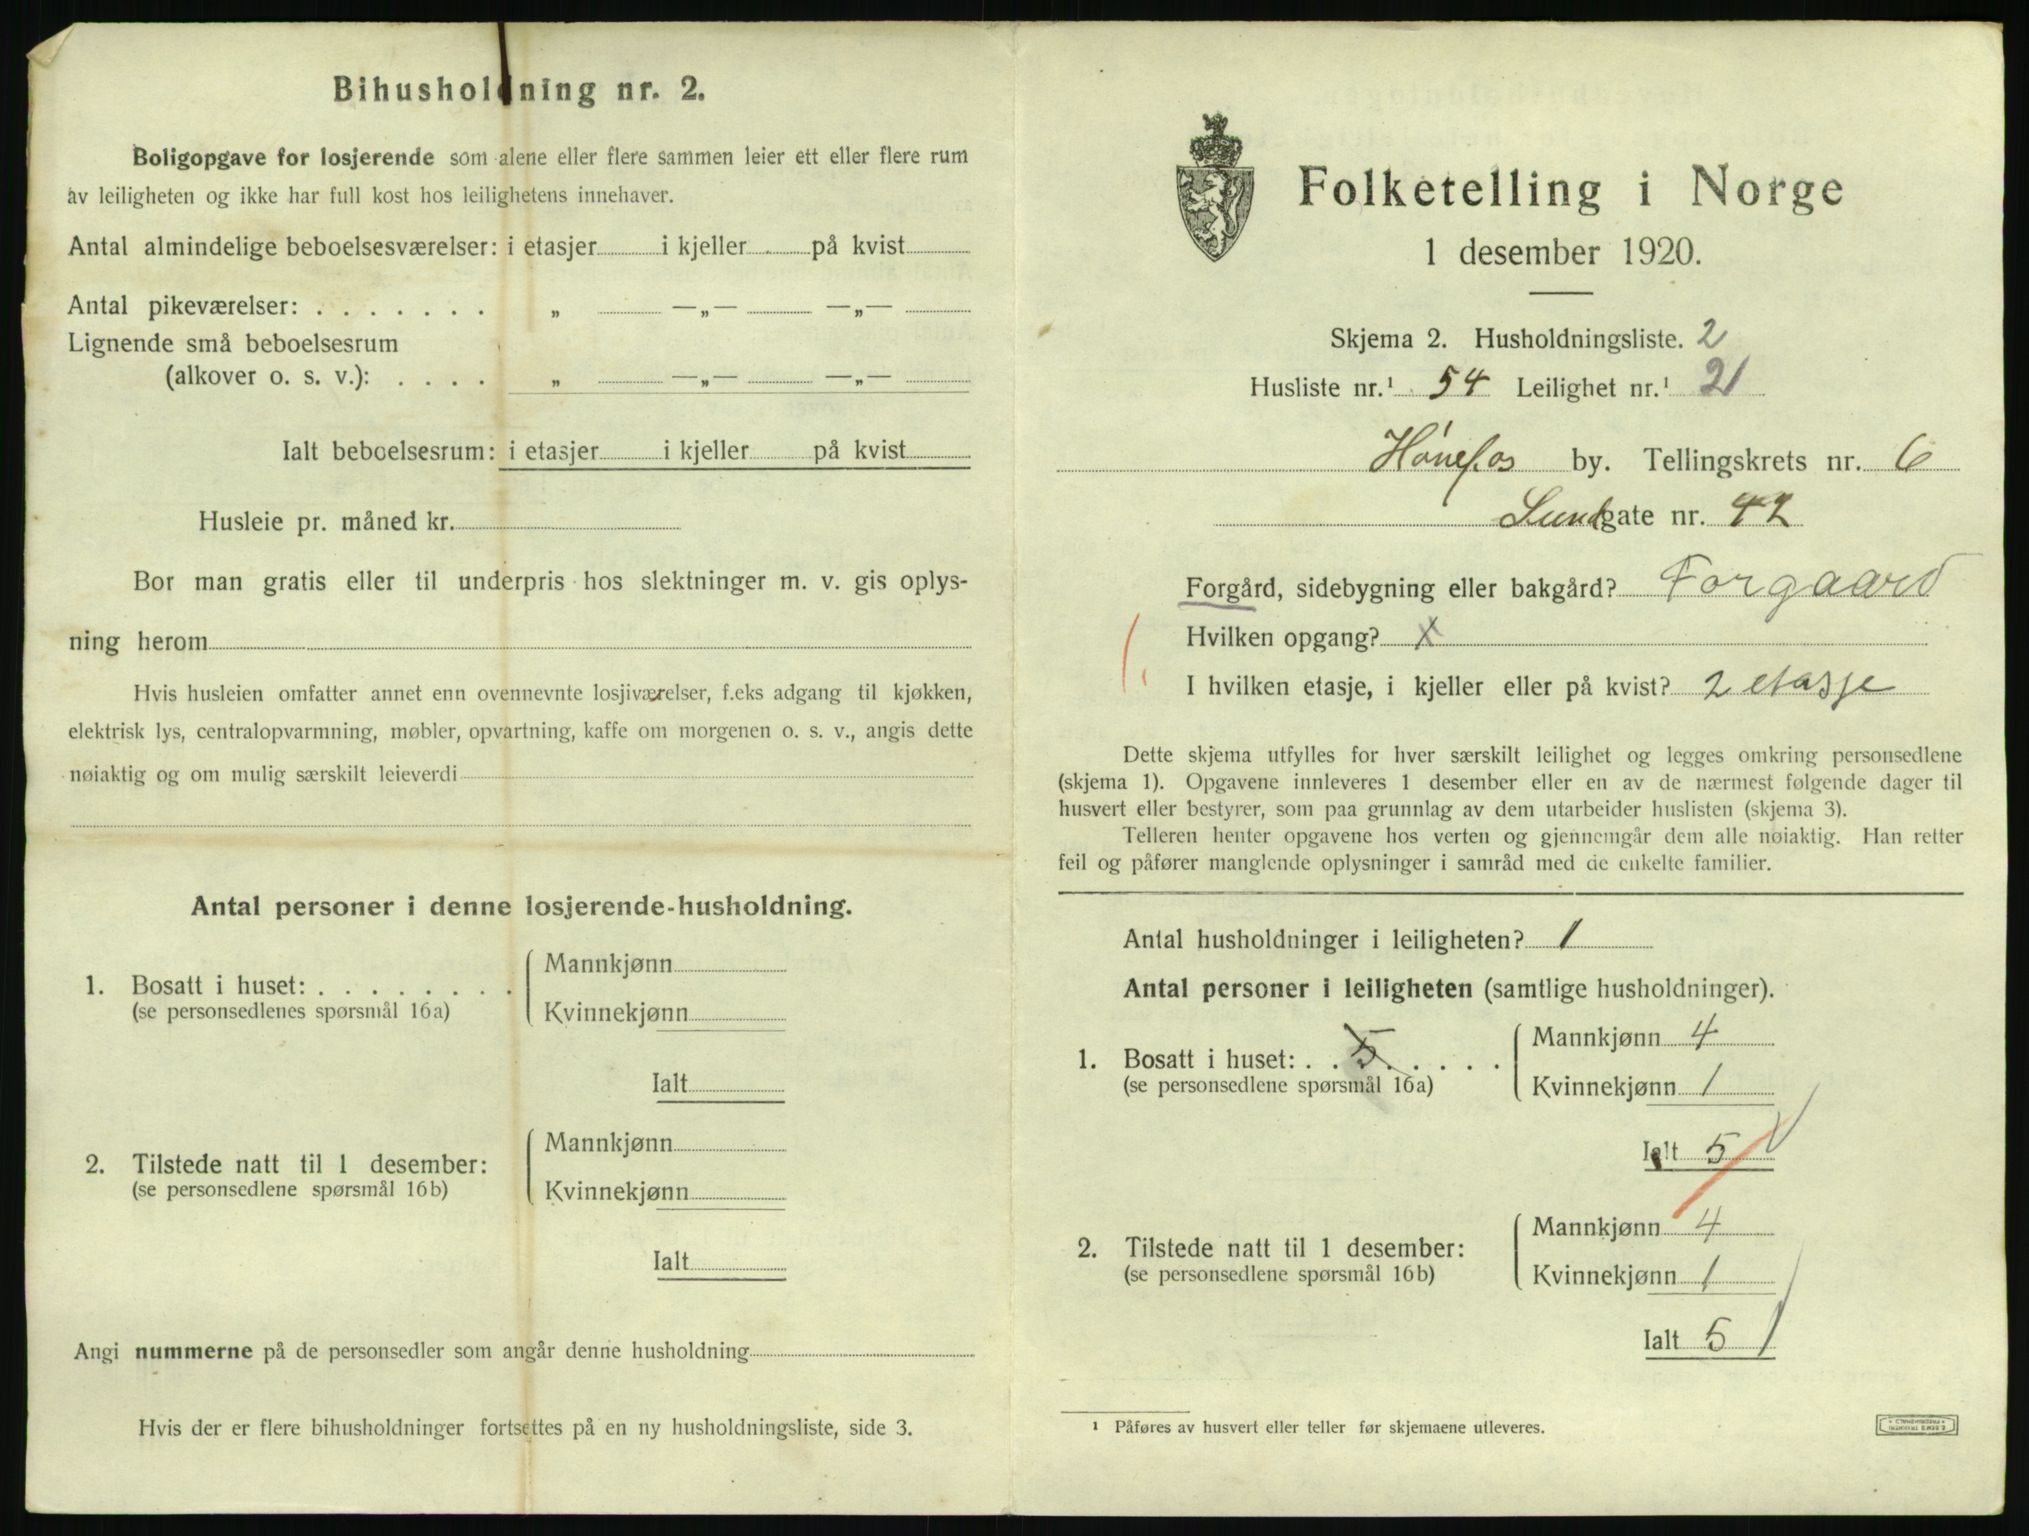 Bihusholdning nr. 2.
Boligopgave for losjerende som alene eller flere sammen leier ett eller flere rum
av leiligheten og ikke har full kost hos leilighetens innehaver.
Antal almindelige beboelsesværelser: i etasjer i kjeller på kvist
Antal pikeværelser: . . . . . . . „ —„— —„—
Lignende små beboelsesrum
(alkover o. s. v.): . . . . „ —„— —„—
Ialt beboelsesrum: i etasjer i kjeller på kvist
Husleie pr. måned kr.
Bor man gratis eller til underpris hos slektninger m. v. gis oplys-
ning herom
Hvis husleien omfatter annet enn ovennevnte losjiværelser, f.eks adgang til kjøkken,
elektrisk lys, centralopvarmning, møbler, opvartning, kaffe om morgenen o. s. v., angis dette
nøiaktig og om mulig særskilt leieverdi
Antal personer i denne losjerende-husholdning.
1. Bosatt i huset: . . . . . . . .
(se personsedlenes spørsmål 16a)
Mannkjønn
Kvinnekjønn
Ialt
2. Tilstede natt til 1 desember:
(se personsedlene spørsmål 16b)
Mannkjønn
Kvinnekjønn
Ialt
Angi nummerne på de personsedler som angår denne husholdning
Hvis der er flere bihusholdninger fortsettes på en ny husholdningsliste, side 3.
Folketelling i Norge
1 desember 1920.
Skjema 2. Husholdningsliste. 2
Husliste nr.¹ 54 Leilighet nr.¹ 2
Hønefos by. Tellingskrets nr. 6
Lundgate nr. 42
Forgård, sidebygning eller bakgård? Forgaard
Hvilken opgang? X
I hvilken etasje, i kjeller eller på kvist? 2 etasje
Dette skjema utfylles for hver særskilt leilighet og legges omkring personsedlene
(skjema 1). Opgavene innleveres 1 desember eller en av de nærmest følgende dager til
husvert eller bestyrer, som paa grunnlag av dem utarbeider huslisten (skjema 3).
Telleren henter opgavene hos verten og gjennemgår dem alle nøiaktig. Han retter
feil og påfører manglende oplysninger i samråd med de enkelte familier.
Antal husholdninger i leiligheten? 1
Antal personer i leiligheten (samtlige husholdninger).
1. Bosatt i huset: . . 5 . . . . .
(se personsedlene spørsmål 16a)
Mannkjønn 4
Kvinnekjønn 1
Ialt 5
2. Tilstede natt til 1 desember:
(se personsedlene spørsmål 16b)
Mannkjønn 4
Kvinnekjønn 1
Ialt 5
¹ Påføres av husvert eller teller før skjemaene utleveres.